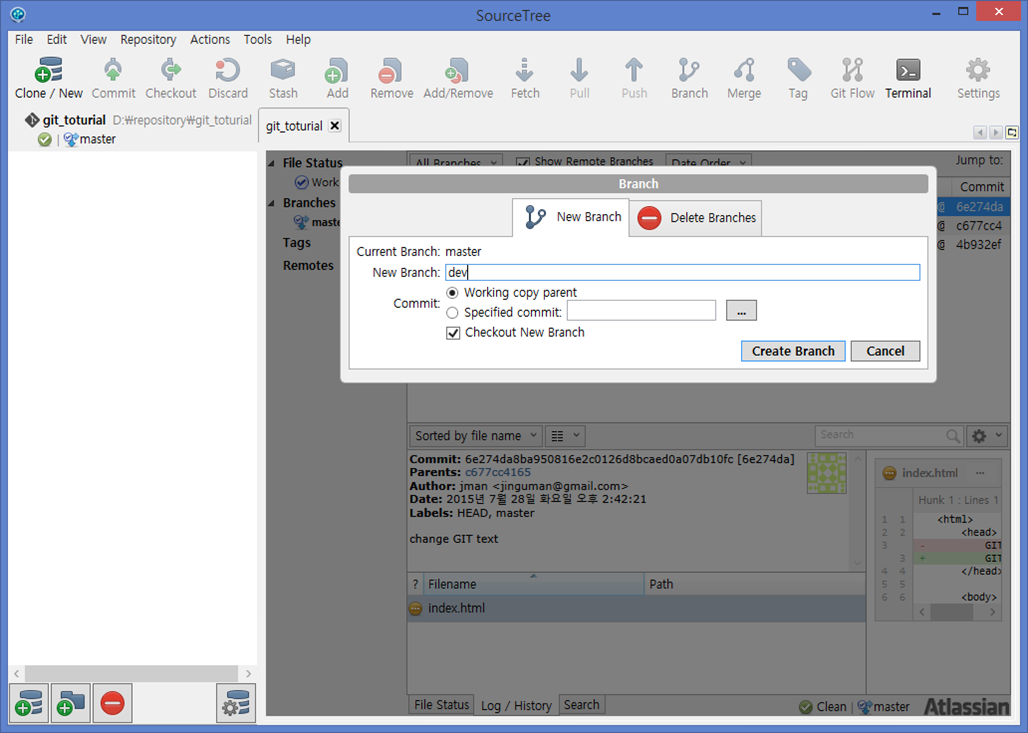 SourceTree
File Edit View Repository Actions Tools Help
Clone / New Commit Checkout Discard Stash Add Remove Add/Remove Fetch Pull Push Branch Merge Tag Git Flow Terminal Settings
git_toturial D:₩repository₩git_toturial
master
git_toturial
File Status
Work
Branches
maste
Tags
Remotes
All Branches Show Remote Branches Date Order Jump to:
Commit
6e274da
c677cc4
4b932ef
Branch
New Branch Delete Branches
Current Branch: master
New Branch: dev
Commit: Working copy parent
Specified commit: ...
Checkout New Branch
Create Branch Cancel
Sorted by file name Search
Commit: 6e274da8ba950816e2c0126d8bcaed0a07db10fc [6e274da]
Parents: c677cc4165
Author: jman <jinguman@gmail.com>
Date: 2015년 7월 28일 화요일 오후 2:42:21
Labels: HEAD, master
change GIT text
? Filename Path
index.html
index.html ...
Hunk 1 : Lines 1
1 1 <html>
2 2 <head>
3 - GIT
3 + GIT
4 4 </head>
5 5
6 6 <body>
File Status Log / History Search
Clean master Atlassian